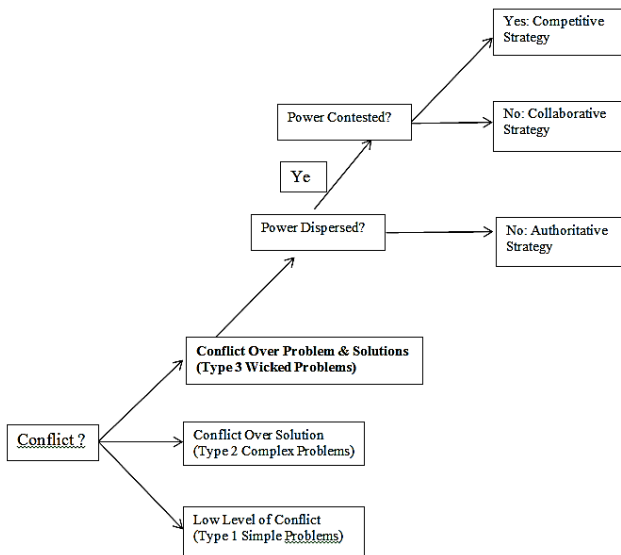 Yes: Competitive
Strategy
Power Contested?
No: Collaborative
Strategy
Ye
Power Dispersed?
No: Authoritative
Strategy
Conflict Over Problem & Solutions
(Type 3 Wicked Problems)
Conflict ?
Conflict Over Solution
(Type 2 Complex Problems)
Low Level of Conflict
(Type 1 Simple Problems)